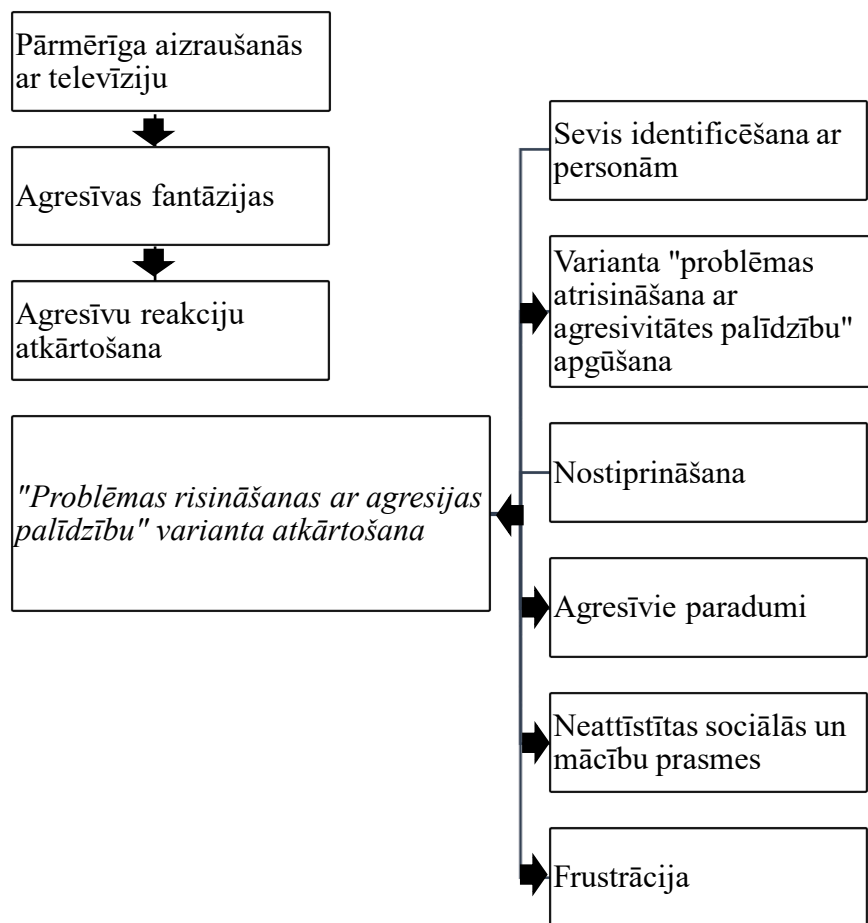 Pārmērīga aizraušanās
ar televīziju
Agresīvas fantāzijas
Agresīvu reakciju
atkārtošana
"Problēmas risināšanas ar agresijas
palīdzību" varianta atkārtošana
Sevis identificēšana ar
personām
Varianta "problēmas
atrisināšana ar
agresivitātes palīdzību"
apgūšana
Nostiprināšana
Agresīvie paradumi
Neattīstītas sociālās un
mācību prasmes
Frustrācija